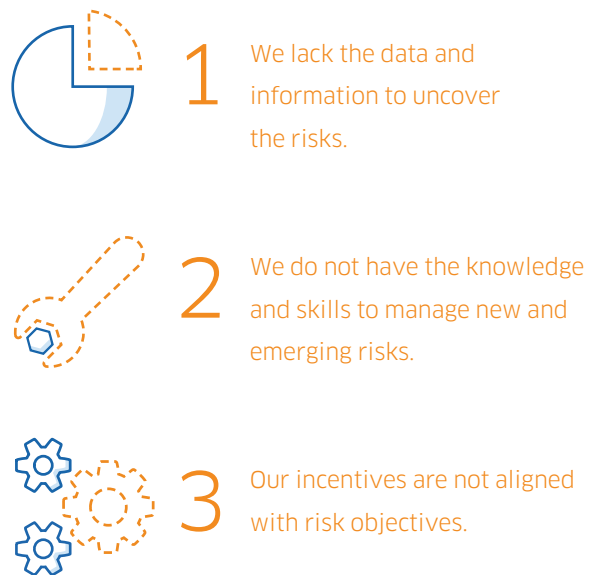 1
We lack the data and
information to uncover
the risks.
2
We do not have the knowledge
and skills to manage new and
emerging risks.
3
Our incentives are not aligned
with risk objectives.